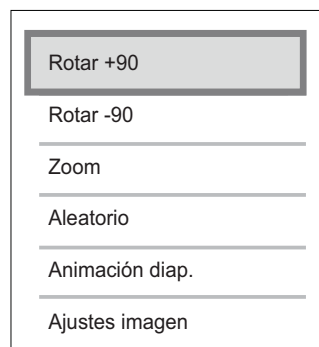 Rotar +90
Rotar -90
Zoom
Aleatorio
Animación diap.
Ajustes imagen